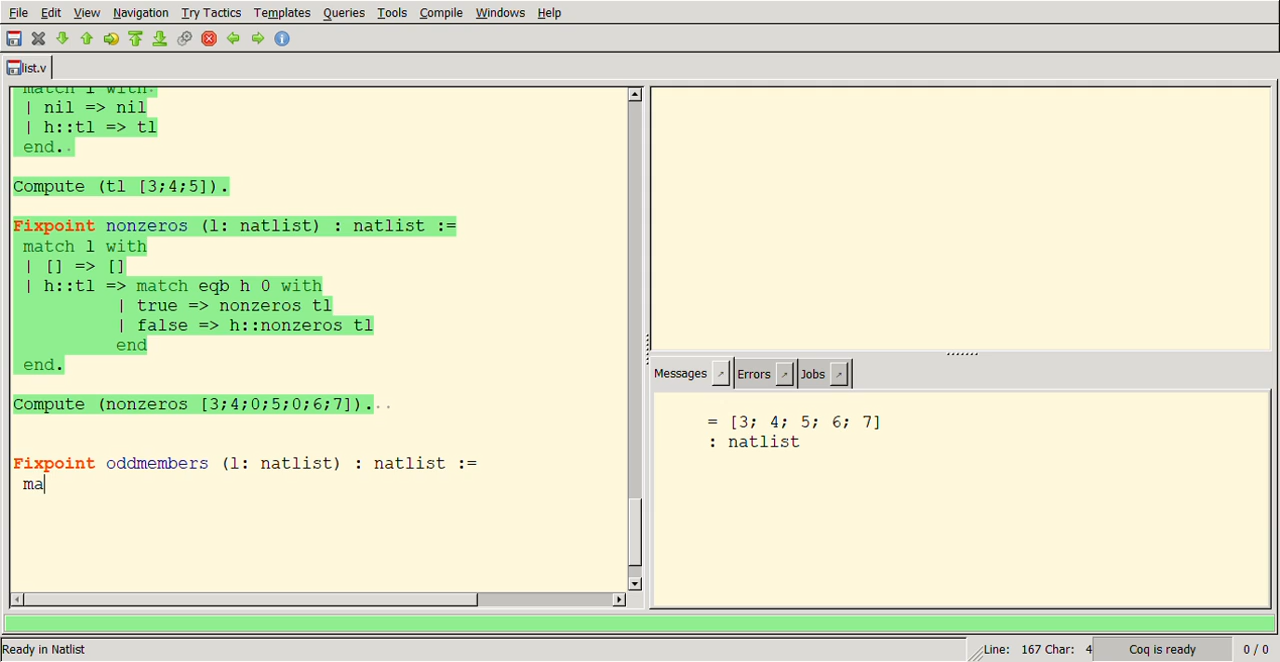 File Edit View Navigation Try Tactics Templates Queries Tools Compile Windows Help
list.v
match l with
| nil => nil
| h::tl => tl
end.
Compute (tl [3;4;5]).
Fixpoint nonzeros (l: natlist) : natlist :=
match l with
| [] => []
| h::tl => match eqb h 0 with
| true => nonzeros tl
| false => h::nonzeros tl
end
end.
Compute (nonzeros [3;4;0;5;0;6;7]).
Fixpoint oddmembers (l: natlist) : natlist :=
ma
Messages Errors Jobs
= [3; 4; 5; 6; 7]
: natlist
Ready in Natlist Line: 167 Char: 4 Coq is ready 0 / 0